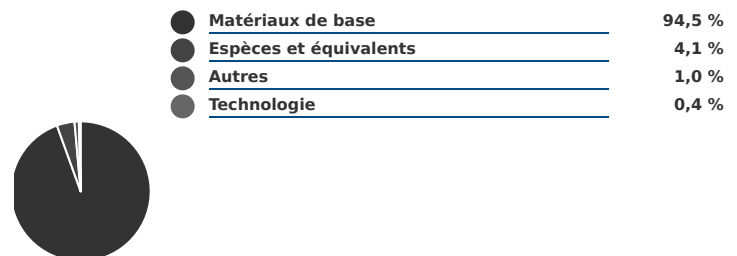 Matériaux de base 94,5 %
Espèces et équivalents 4,1 %
Autres 1,0 %
Technologie 0,4 %